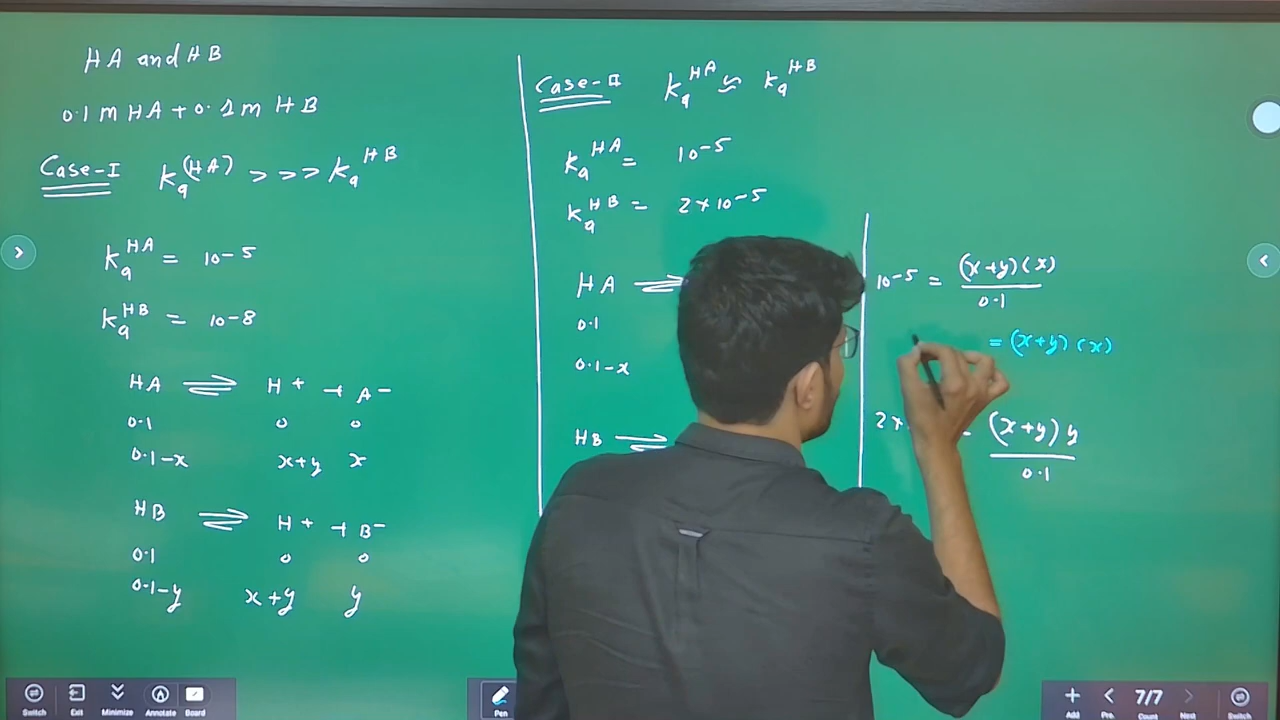 HA and HB
0.1 m HA + 0.1 m HB
Case-I Ka(HA) >>> Ka HB
Ka HA = 10-5
Ka HB = 10-8
HA ⇌ H+ + A-
0.1 0 0
0.1-x x+y x
HB ⇌ H+ + B-
0.1 0 0
0.1-y x+y y
Case-II Ka HA ≈ Ka HB
Ka HA = 10-5
Ka HB = 2×10-5
HA ⇌
0.1
0.1-x
HB ⇌
10-5 = (x+y)(x)
0.1
= (x+y)(x)
2× = (x+y)y
0.1
Switch Exit Minimize Annotate Board
Pen
Add Pre. 7/7 Count Next Switch